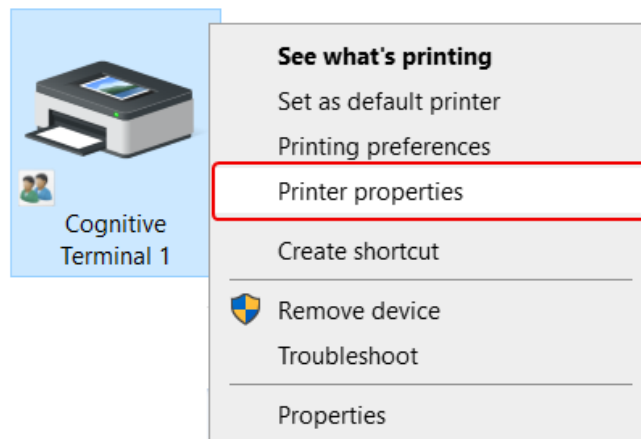 Cognitive
Terminal 1
See what's printing
Set as default printer
Printing preferences
Printer properties
Create shortcut
Remove device
Troubleshoot
Properties